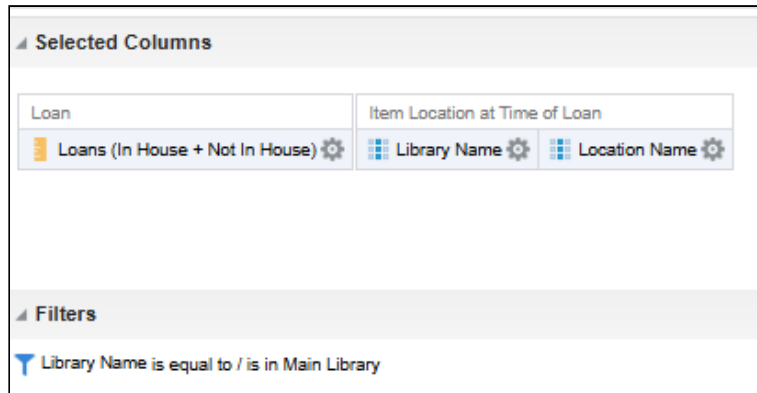 Selected Columns
Loan
Item Location at Time of Loan
Loans (In House + Not In House)
Library Name
Location Name
Filters
Library Name is equal to / is in Main Library